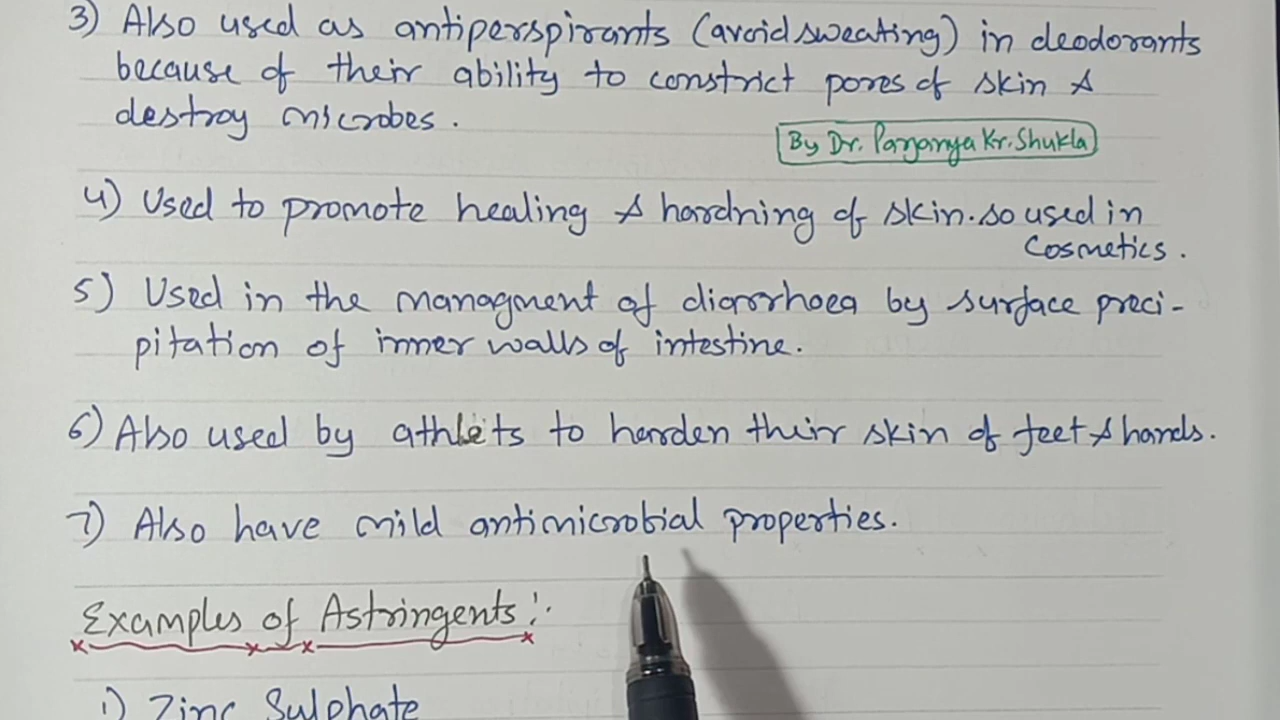 3) Also used as antiperspirants (avoid sweating) in deodorants
because of their ability to constrict pores of skin &
destroy microbes.
By Dr. Pajanya Kr. Shukla
4) Used to promote healing & hardning of skin. so used in
Cosmetics.
5) Used in the managment of diarrhoea by surface preci-
pitation of inner walls of intestine.
6) Also used by athlets to harden their skin of feet & hands.
7) Also have mild antimicrobial properties.
Examples of Astringents :-
1) Zinc Sulphate